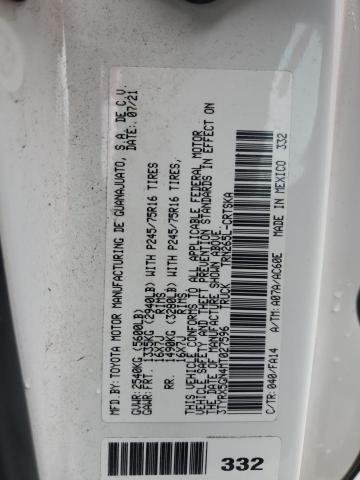 MFD.BY:TOYOTA MOTOR MANUFACTURING DE GUANAJUATO, S.A. DE C.V.
07/21
GVWR: 2540KG (5600LB)
GAWR: FRT. 1335KG (2940LB) WITH P245/75R16 TIRES
16X7J RIMS
RR. 1490KG (3280LB) WITH P245/75R16 TIRES,
16X7J RIMS
THIS VEHICLE CONFORMS TO ALL APPLICABLE FEDERAL MOTOR
VEHICLE SAFETY AND THEFT PREVENTION STANDARDS IN EFFECT ON
THE DATE OF MANUFACTURE SHOWN ABOVE.
TRUCK TRN265L-CRTSKA
C/TR: 040/FA14 A/TM: A07A/AC60E MADE IN MEXICO 332
332